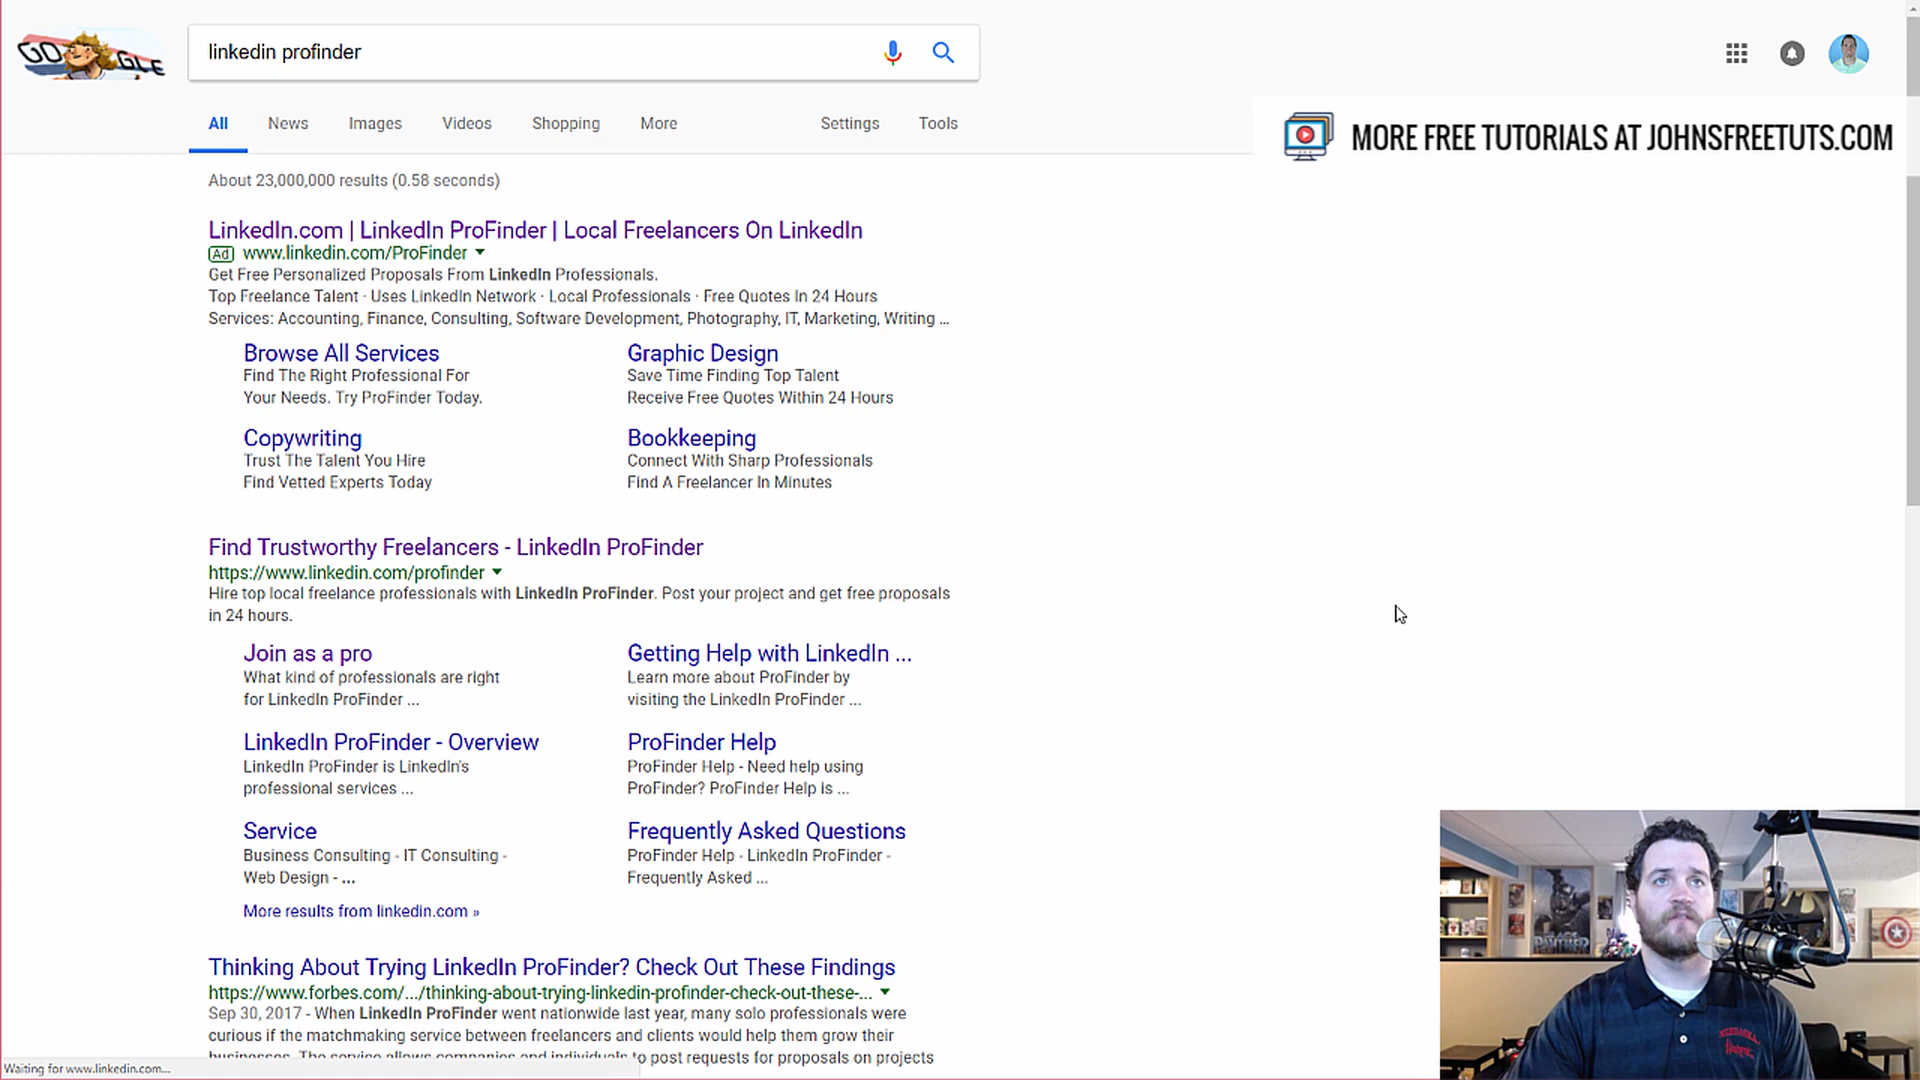 GO GLE
linkedin profinder
All News Images Videos Shopping More Settings Tools
MORE FREE TUTORIALS AT JOHNSFREETUTS.COM
About 23,000,000 results (0.58 seconds)
LinkedIn.com | LinkedIn ProFinder | Local Freelancers On LinkedIn
Ad www.linkedin.com/ProFinder
Get Free Personalized Proposals From LinkedIn Professionals.
Top Freelance Talent · Uses LinkedIn Network · Local Professionals · Free Quotes In 24 Hours
Services: Accounting, Finance, Consulting, Software Development, Photography, IT, Marketing, Writing ...
Browse All Services
Find The Right Professional For
Your Needs. Try ProFinder Today.
Graphic Design
Save Time Finding Top Talent
Receive Free Quotes Within 24 Hours
Copywriting
Trust The Talent You Hire
Find Vetted Experts Today
Bookkeeping
Connect With Sharp Professionals
Find A Freelancer In Minutes
Find Trustworthy Freelancers - LinkedIn ProFinder
https://www.linkedin.com/profinder
Hire top local freelance professionals with LinkedIn ProFinder. Post your project and get free proposals
in 24 hours.
Join as a pro
What kind of professionals are right
for LinkedIn ProFinder ...
Getting Help with LinkedIn ...
Learn more about ProFinder by
visiting the LinkedIn ProFinder ...
LinkedIn ProFinder - Overview
LinkedIn ProFinder is LinkedIn's
professional services ...
ProFinder Help
ProFinder Help - Need help using
ProFinder? ProFinder Help is ...
Service
Business Consulting - IT Consulting -
Web Design - ...
Frequently Asked Questions
ProFinder Help - LinkedIn ProFinder -
Frequently Asked ...
More results from linkedin.com »
Thinking About Trying LinkedIn ProFinder? Check Out These Findings
https://www.forbes.com/.../thinking-about-trying-linkedin-profinder-check-out-these-...
Sep 30, 2017 - When LinkedIn ProFinder went nationwide last year, many solo professionals were
curious if the matchmaking service between freelancers and clients would help them grow their
businesses. The service allows companies and individuals to post requests for proposals on projects
Waiting for www.linkedin.com...
BLACK
PANTHER
NEBRASKA
Huskers